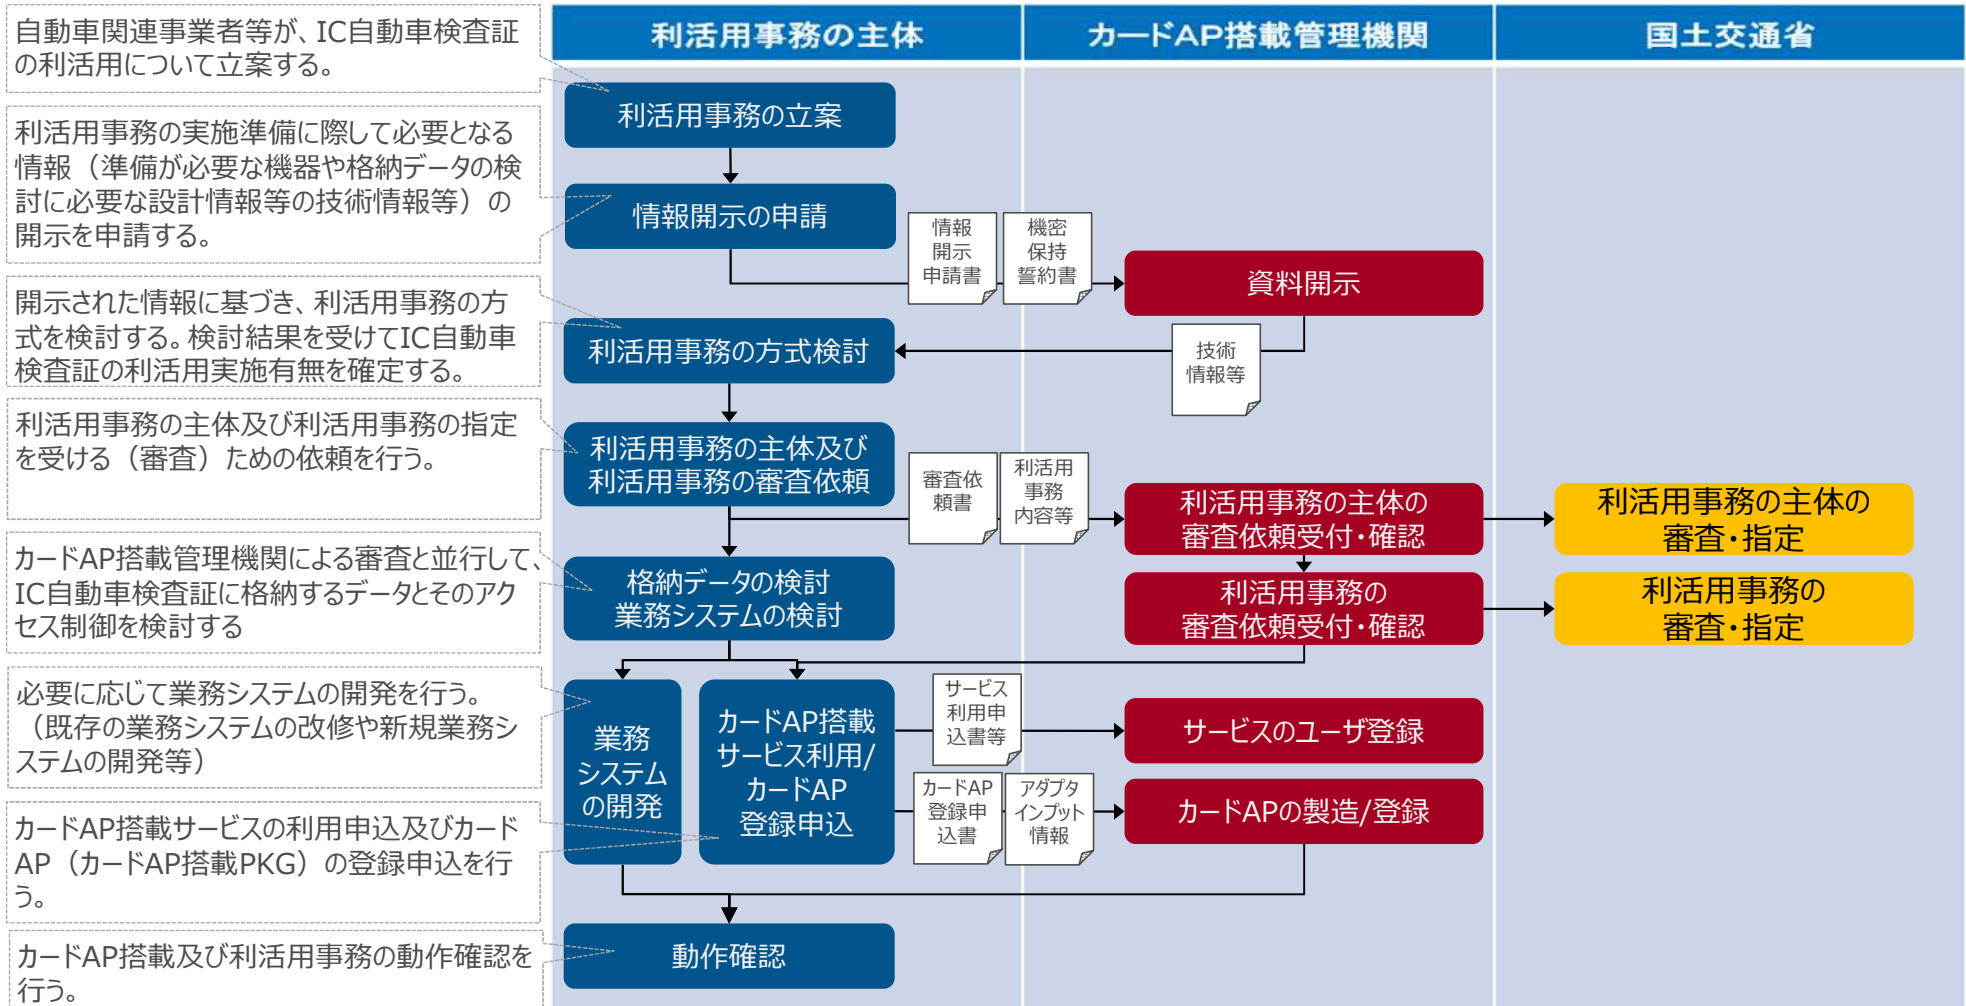 利活用事務の主体
カードAP搭載管理機関
国土交通省
自動車関連事業者等が、IC自動車検査証
の利活用について立案する。
利活用事務の立案
利活用事務の実施準備に際して必要となる
情報（準備が必要な機器や格納データの検
討に必要な設計情報等の技術情報等）の
開示を申請する。
情報開示の申請
情報
開示
申請書
機密
保持
誓約書
資料開示
開示された情報に基づき、利活用事務の方
式を検討する。検討結果を受けてIC自動車
検査証の利活用実施有無を確定する。
利活用事務の方式検討
技術
情報等
利活用事務の主体及び利活用事務の指定
を受ける（審査）ための依頼を行う。
利活用事務の主体及び
利活用事務の審査依頼
審査依
頼書
利活用
事務
内容等
利活用事務の主体の
審査依頼受付・確認
利活用事務の主体の
審査・指定
カードAP搭載管理機関による審査と並行して、
IC自動車検査証に格納するデータとそのアク
セス制御を検討する
格納データの検討
業務システムの検討
利活用事務の
審査依頼受付・確認
利活用事務の
審査・指定
必要に応じて業務システムの開発を行う。
（既存の業務システムの改修や新規業務シ
ステムの開発等）
業務
システム
の開発
カードAP搭載
サービス利用/
カードAP
登録申込
サービス
利用申
込書等
サービスのユーザ登録
カードAP搭載サービスの利用申込及びカード
AP（カードAP搭載PKG）の登録申込を行
う。
カードAP
登録申
込書
アダプタ
インプット
情報
カードAPの製造/登録
カードAP搭載及び利活用事務の動作確認を
行う。
動作確認